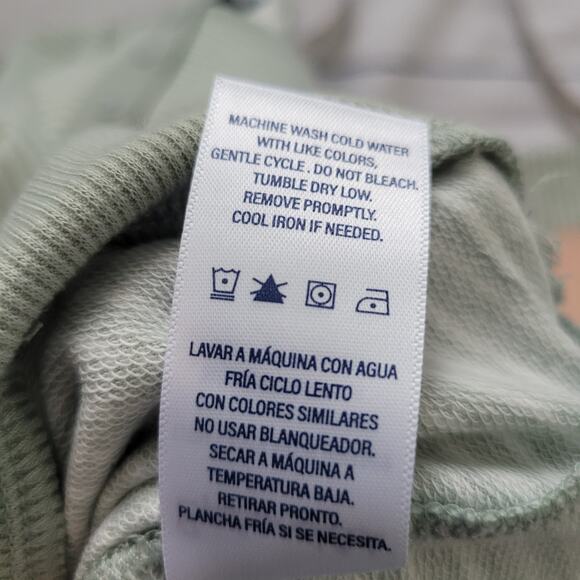 MACHINE WASH COLD WATER
WITH LIKE COLORS,
GENTLE CYCLE . DO NOT BLEACH.
TUMBLE DRY LOW.
REMOVE PROMPTLY.
COOL IRON IF NEEDED.
LAVAR A MÁQUINA CON AGUA
FRÍA CICLO LENTO
CON COLORES SIMILARES
NO USAR BLANQUEADOR.
SECAR A MÁQUINA A
TEMPERATURA BAJA.
RETIRAR PRONTO.
PLANCHA FRÍA SI SE NECESITA.